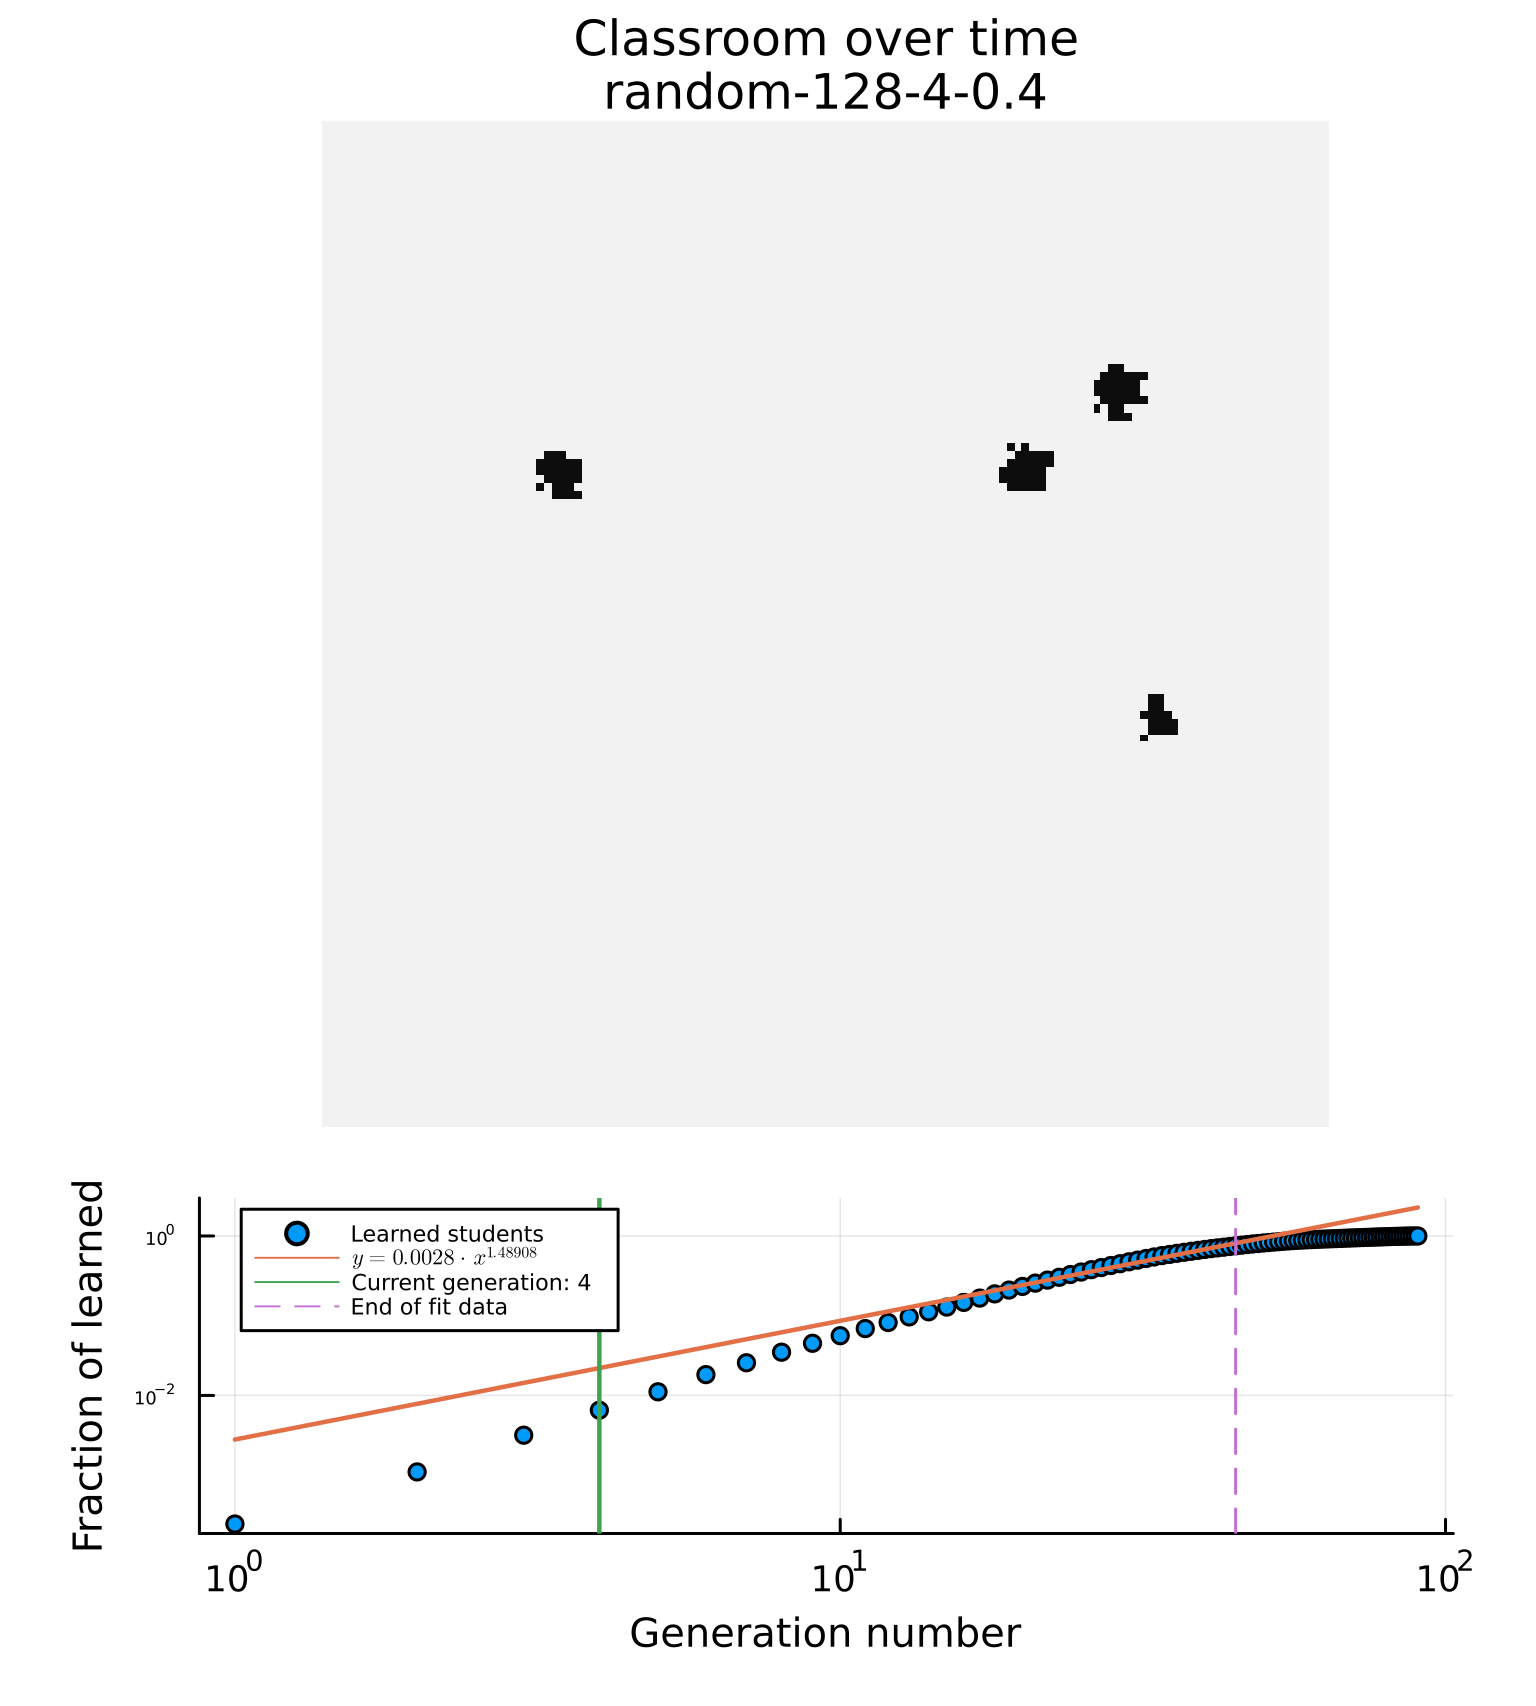 Classroom over time
random-128-4-0.4
Fraction of learned
10^0
10^-2
Learned students
y = 0.0028 · x^1.48908
Current generation: 4
End of fit data
10^0 10^1 10^2
Generation number